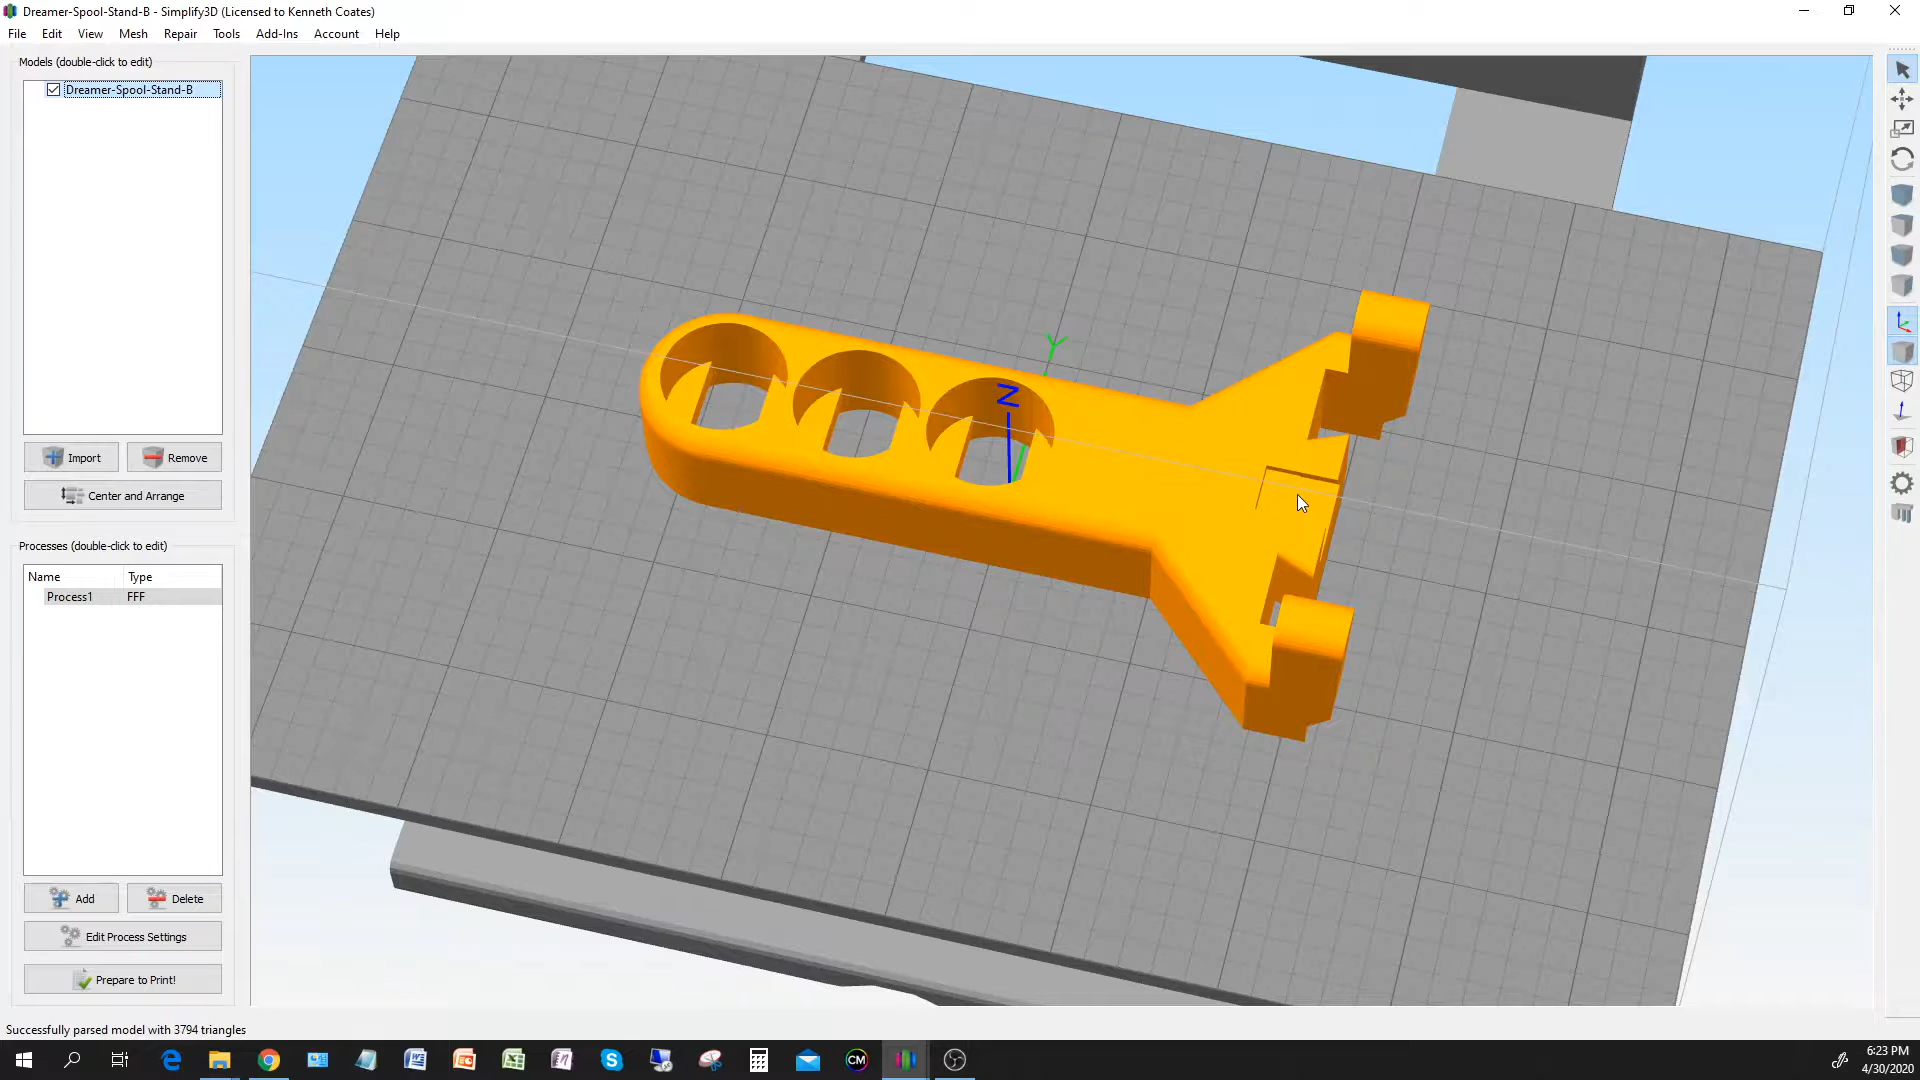 Dreamer-Spool-Stand-B - Simplify3D (Licensed to Kenneth Coates)
File Edit View Mesh Repair Tools Add-Ins Account Help
Models (double-click to edit)
Dreamer-Spool-Stand-B
Import Remove
Center and Arrange
Processes (double-click to edit)
Name Type
Process1 FFF
Add Delete
Edit Process Settings
Prepare to Print!
Y
Z
Successfully parsed model with 3794 triangles
CM
6:23 PM
4/30/2020